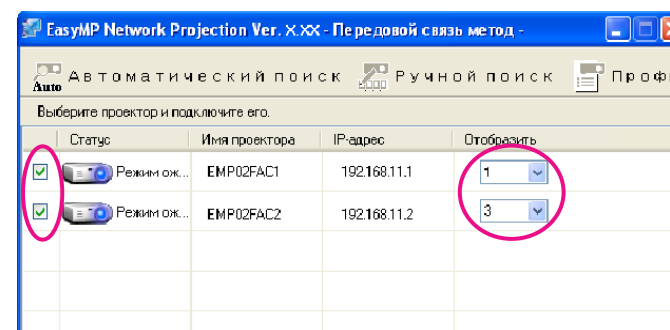 EasyMP Network Projection Ver. X.XX - Передовой связь метод -
Auto Автоматический поиск Ручной поиск Проф
Выберите проектор и подключите его.
Статус Имя проектора IP-адрес Отобразить
Режим ож... EMP02FAC1 192.168.11.1 1
Режим ож... EMP02FAC2 192.168.11.2 3